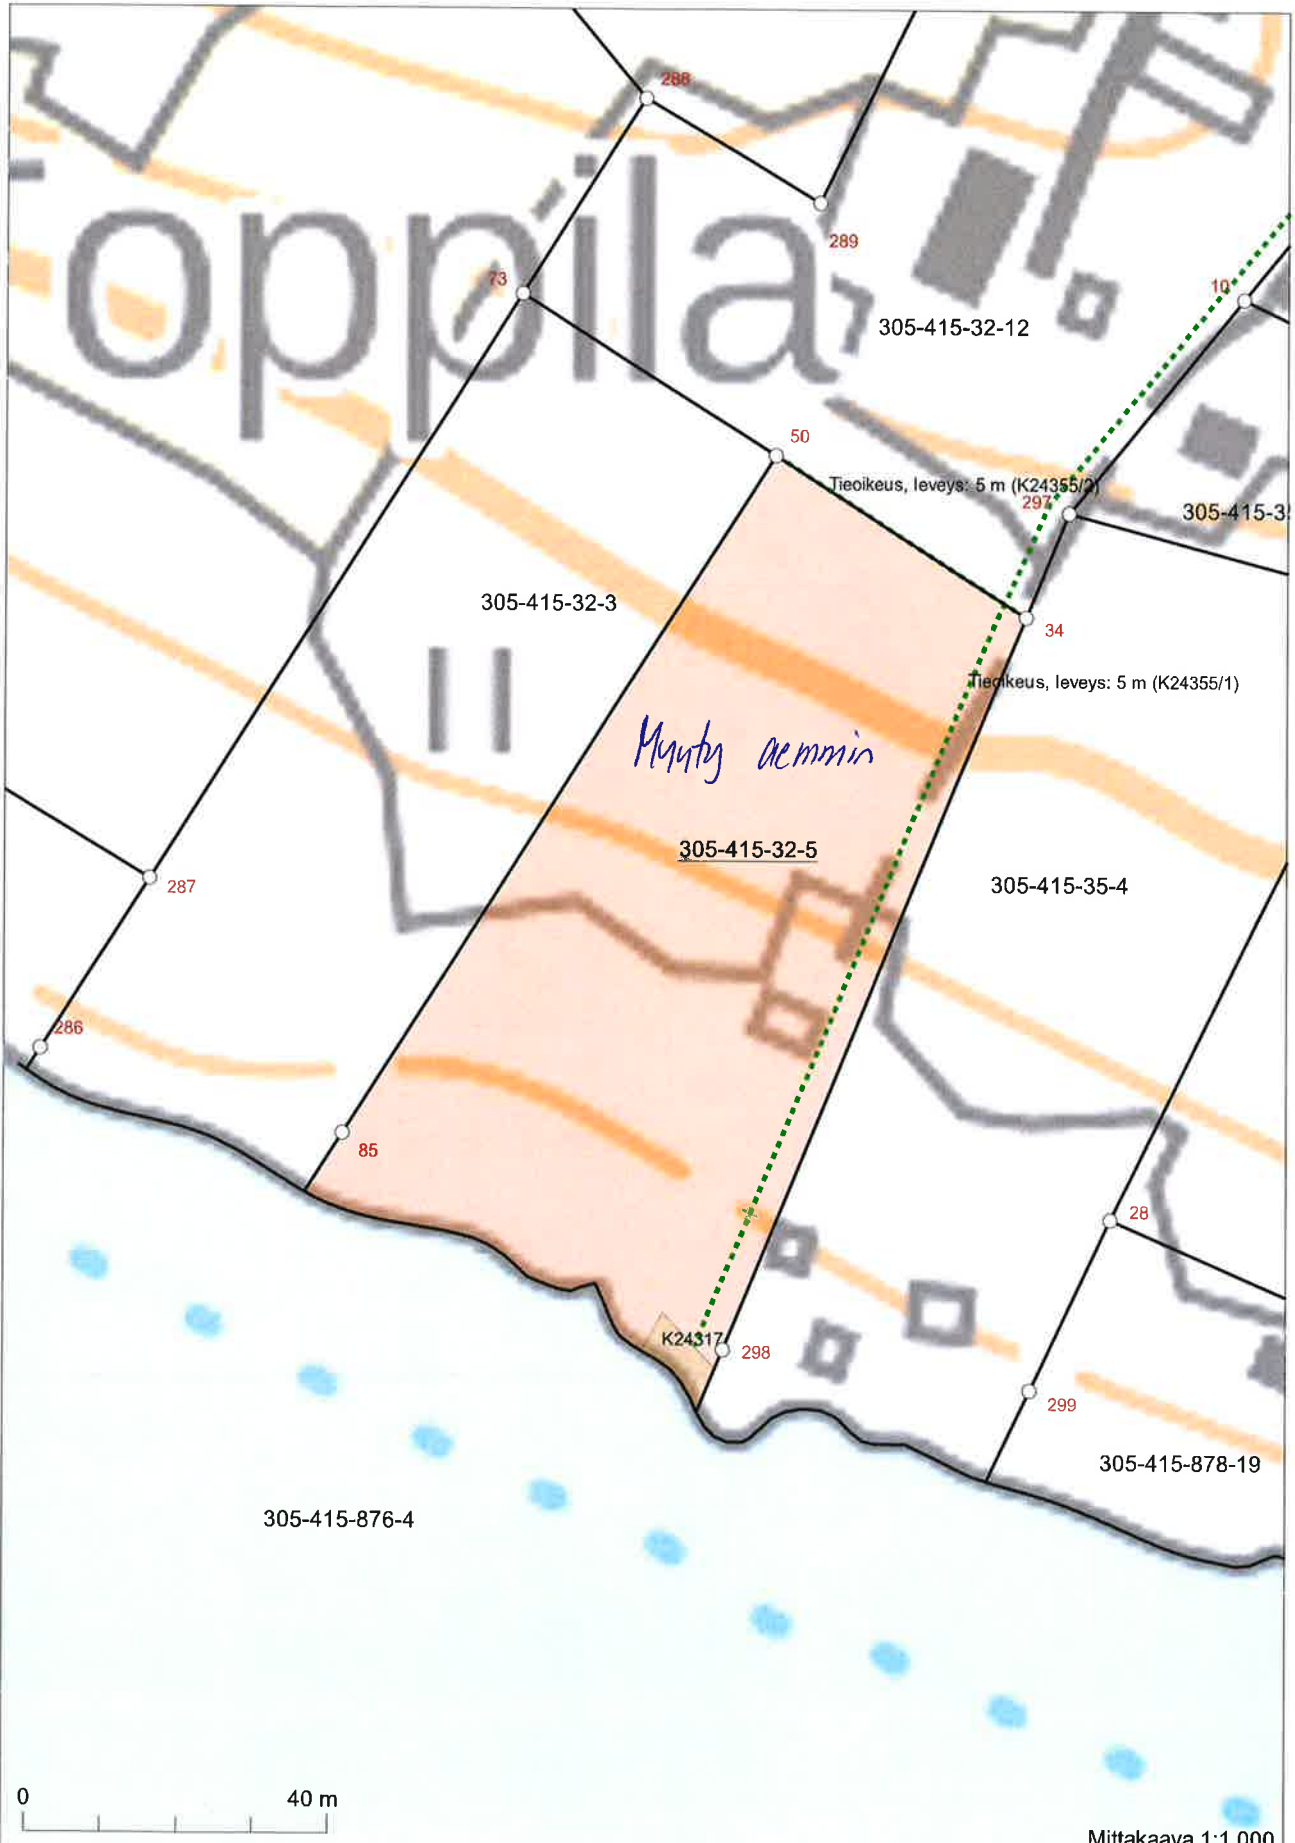 288
oppila
289
73
10
305-415-32-12
50
Tieoikeus, leveys: 5 m (K24355/2)
297
305-415-3
305-415-32-3
34
Tieoikeus, leveys: 5 m (K24355/1)
Myyty aemmin
305-415-32-5
287
305-415-35-4
286
85
28
K24317
298
299
305-415-878-19
305-415-876-4
0 40 m
Mittakaava 1:1 000